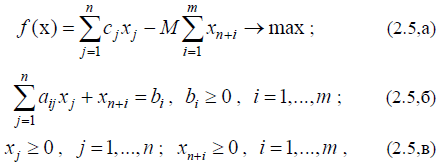 f(x) = ∑_{j=1}^{n} c_j x_j − M ∑_{i=1}^{m} x_{n+i} → max ; (2.5,а)
∑_{j=1}^{n} a_{ij} x_j + x_{n+i} = b_i , b_i ≥ 0 , i = 1,...,m ; (2.5,б)
x_j ≥ 0 , j = 1,...,n ; x_{n+i} ≥ 0 , i = 1,...,m , (2.5,в)